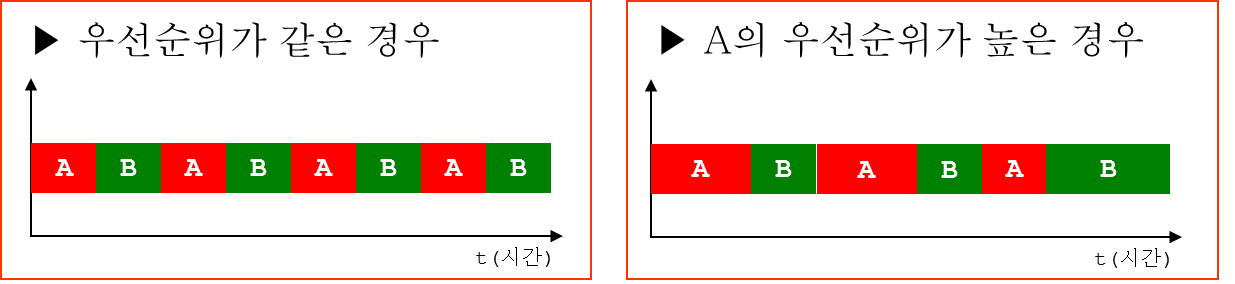 ▶ 우선순위가 같은 경우
A B A B A B A B
t(시간)
▶ A의 우선순위가 높은 경우
A B A B A B
t(시간)